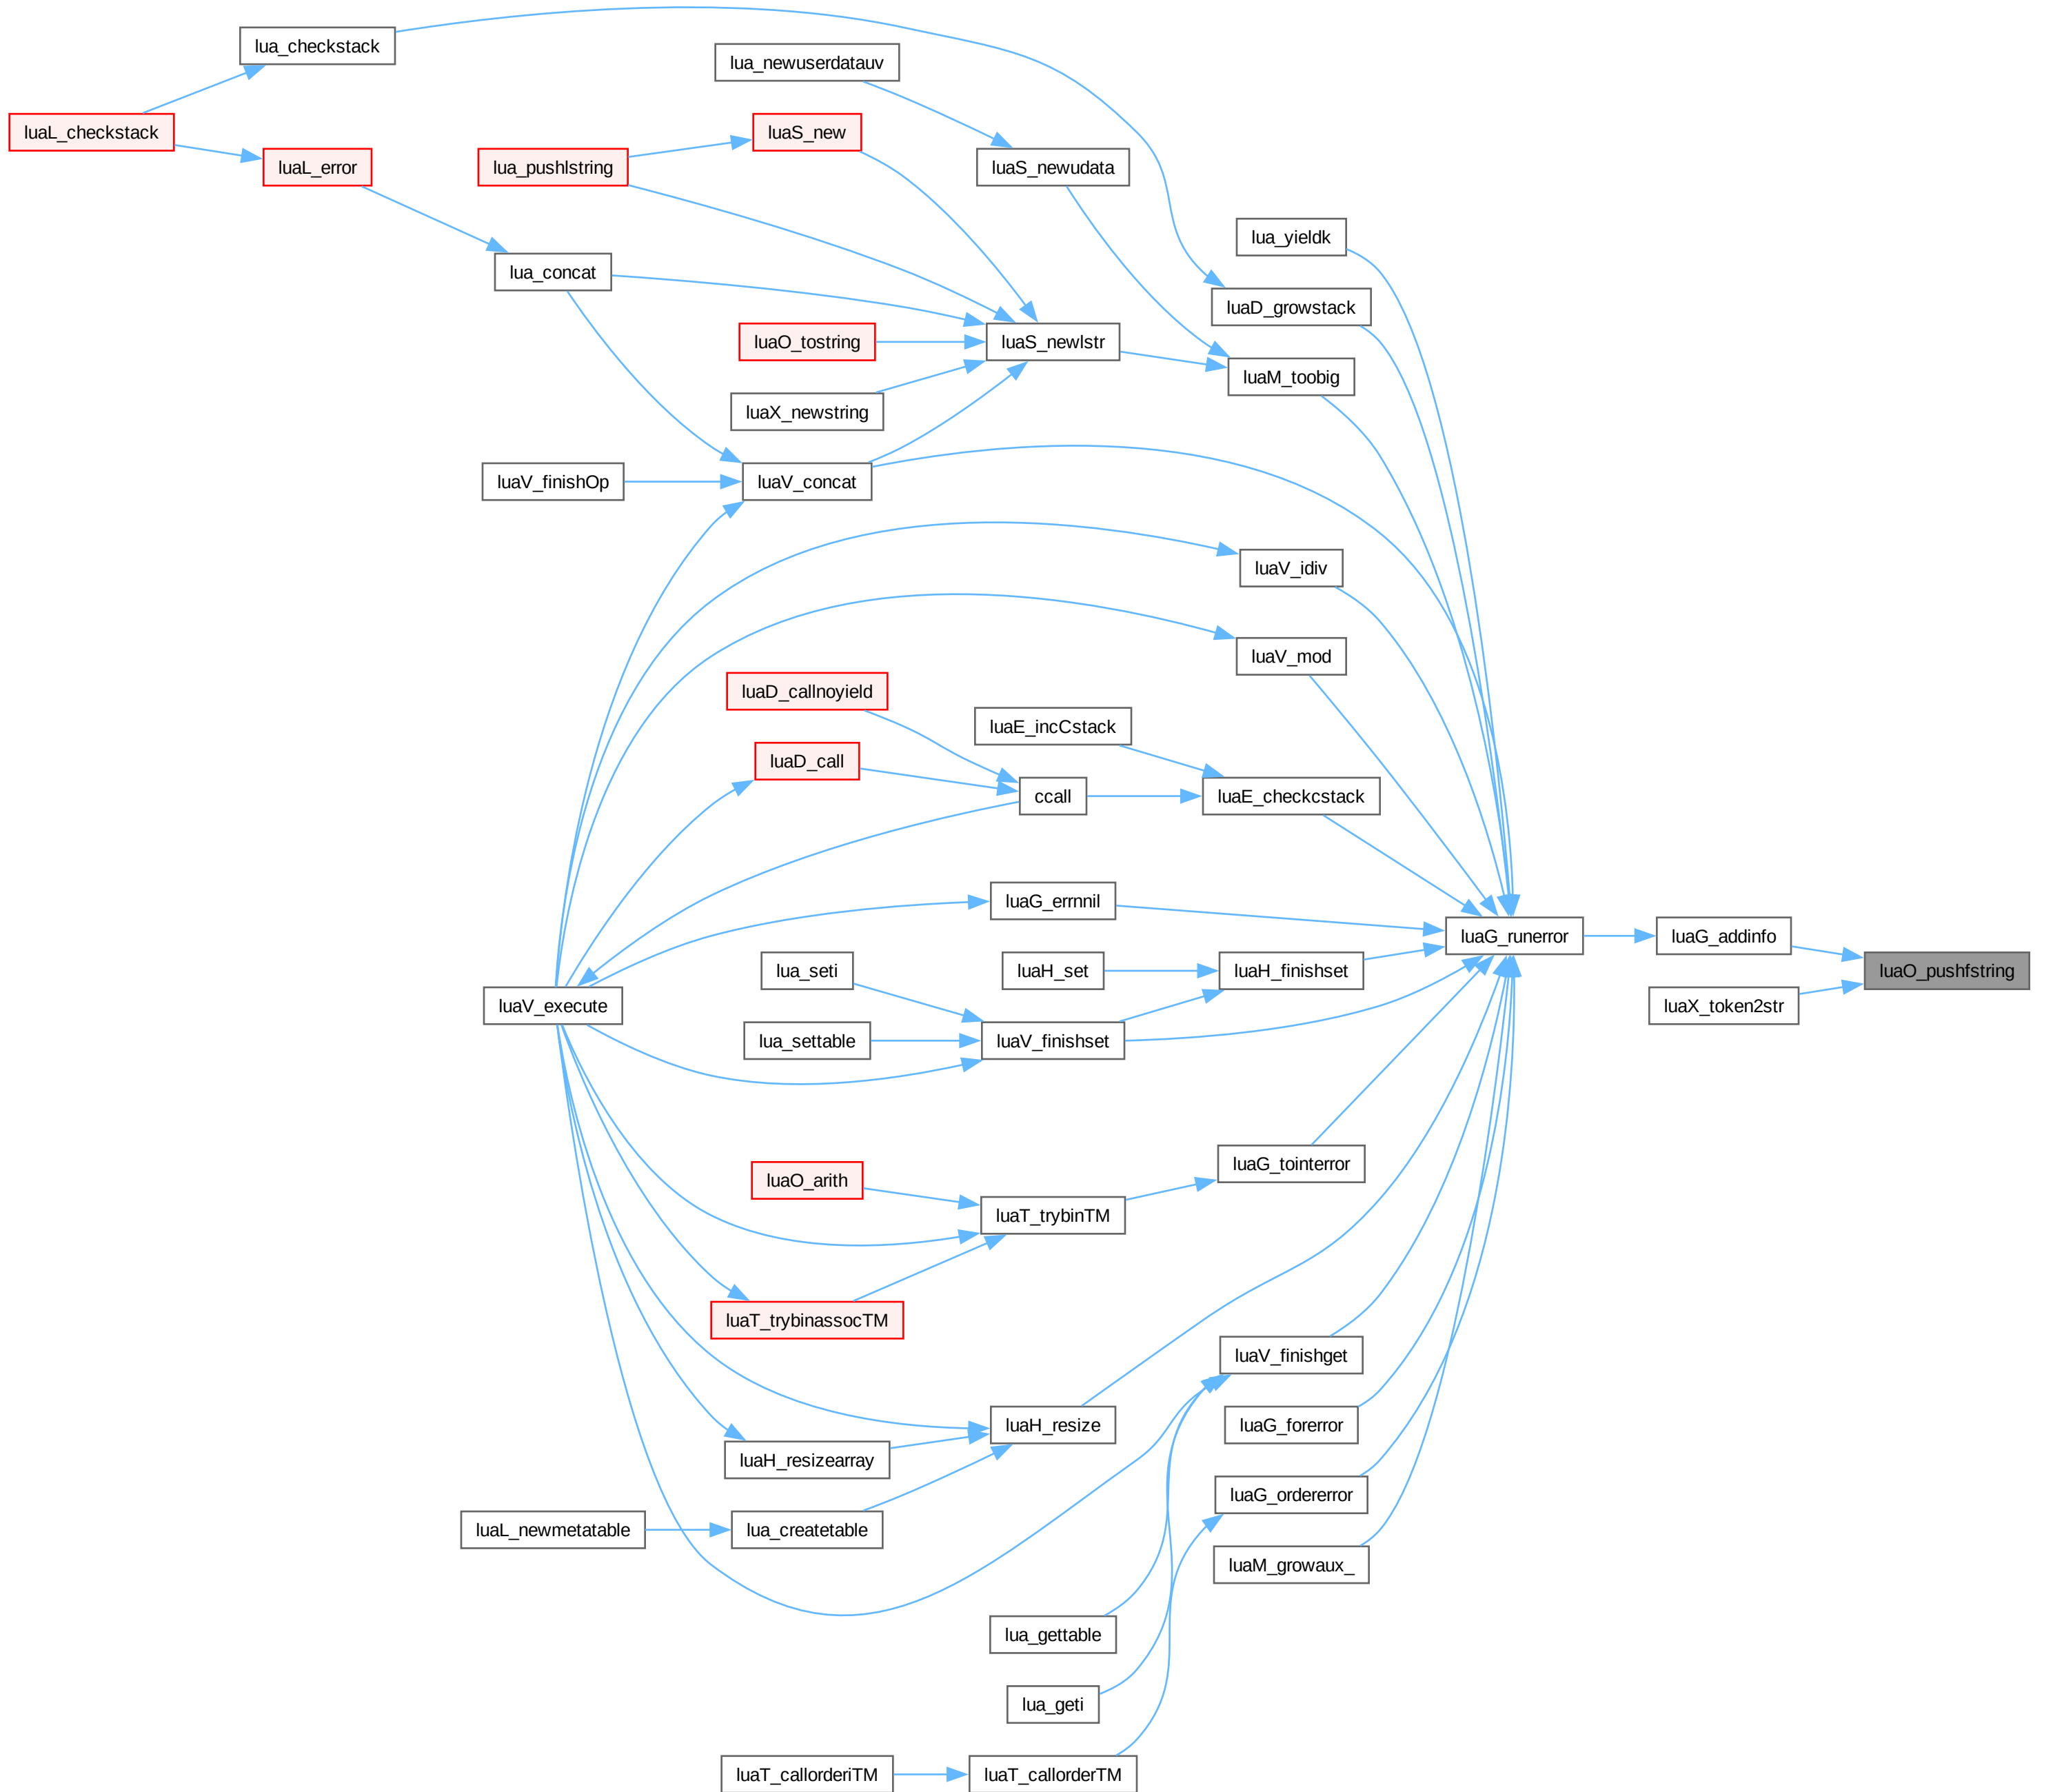 lua_checkstack
lua_newuserdatauv
luaL_checkstack
luaS_new
luaL_error
lua_pushlstring
luaS_newudata
lua_yieldk
lua_concat
luaD_growstack
luaO_tostring
luaS_newlstr
luaM_toobig
luaX_newstring
luaV_finishOp
luaV_concat
luaV_idiv
luaV_mod
luaD_callnoyield
luaE_incCstack
luaD_call
ccall
luaE_checkcstack
luaG_errnnil
luaG_runerror
luaG_addinfo
lua_seti
luaH_set
luaH_finishset
luaO_pushfstring
luaV_execute
luaX_token2str
lua_settable
luaV_finishset
luaG_tointerror
luaO_arith
luaT_trybinTM
luaT_trybinassocTM
luaV_finishget
luaH_resize
luaG_forerror
luaH_resizearray
luaG_ordererror
luaL_newmetatable
lua_createtable
luaM_growaux_
lua_gettable
lua_geti
luaT_callorderiTM
luaT_callorderTM